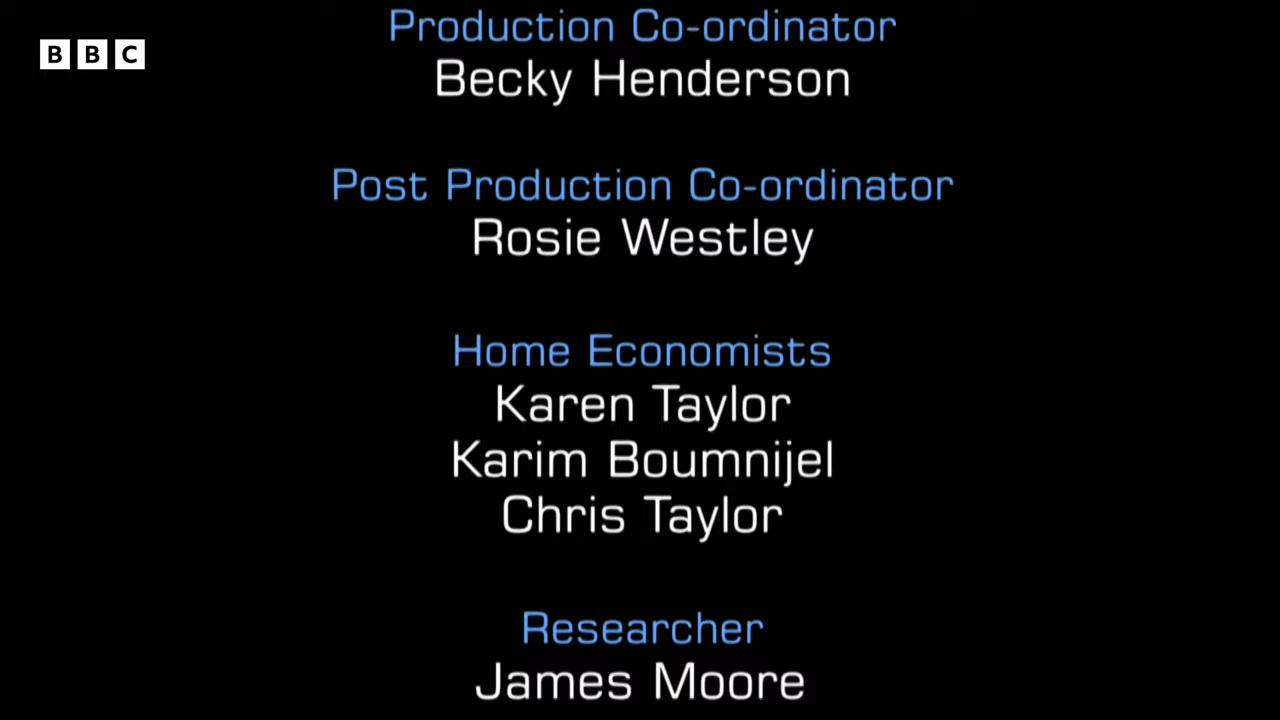 BBC
Production Co-ordinator
Becky Henderson
Post Production Co-ordinator
Rosie Westley
Home Economists
Karen Taylor
Karim Boumnijel
Chris Taylor
Researcher
James Moore